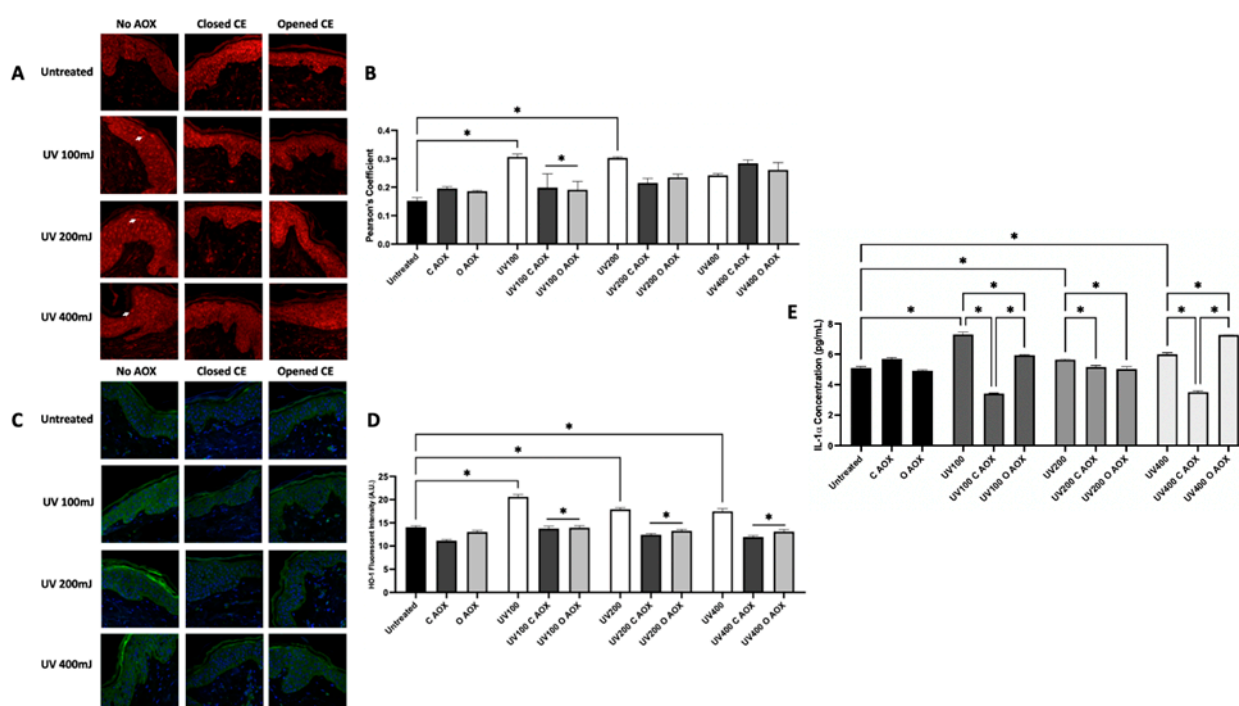 No AOX Closed CE Opened CE
A
Untreated
UV 100mJ
UV 200mJ
UV 400mJ
B
*
*
*
Pearson's Coefficient
0.4
0.3
0.2
0.1
0.0
Untreated
C AOX
O AOX
UV100
UV100 C AOX
UV100 O AOX
UV200
UV200 C AOX
UV200 O AOX
UV400
UV400 C AOX
UV400 O AOX
No AOX Closed CE Opened CE
C
Untreated
UV 100mJ
UV 200mJ
UV 400mJ
D
*
*
*
* * *
HO-1 Fluorescent Intensity (A.U.)
25
20
15
10
5
0
Untreated
C AOX
O AOX
UV100
UV100 C AOX
UV100 O AOX
UV200
UV200 C AOX
UV200 O AOX
UV400
UV400 C AOX
UV400 O AOX
E
*
*
* * * *
* * * * *
IL-1α Concentration (pg/mL)
8
6
4
2
0
Untreated
C AOX
O AOX
UV100
UV100 C AOX
UV100 O AOX
UV200
UV200 C AOX
UV200 O AOX
UV400
UV400 C AOX
UV400 O AOX